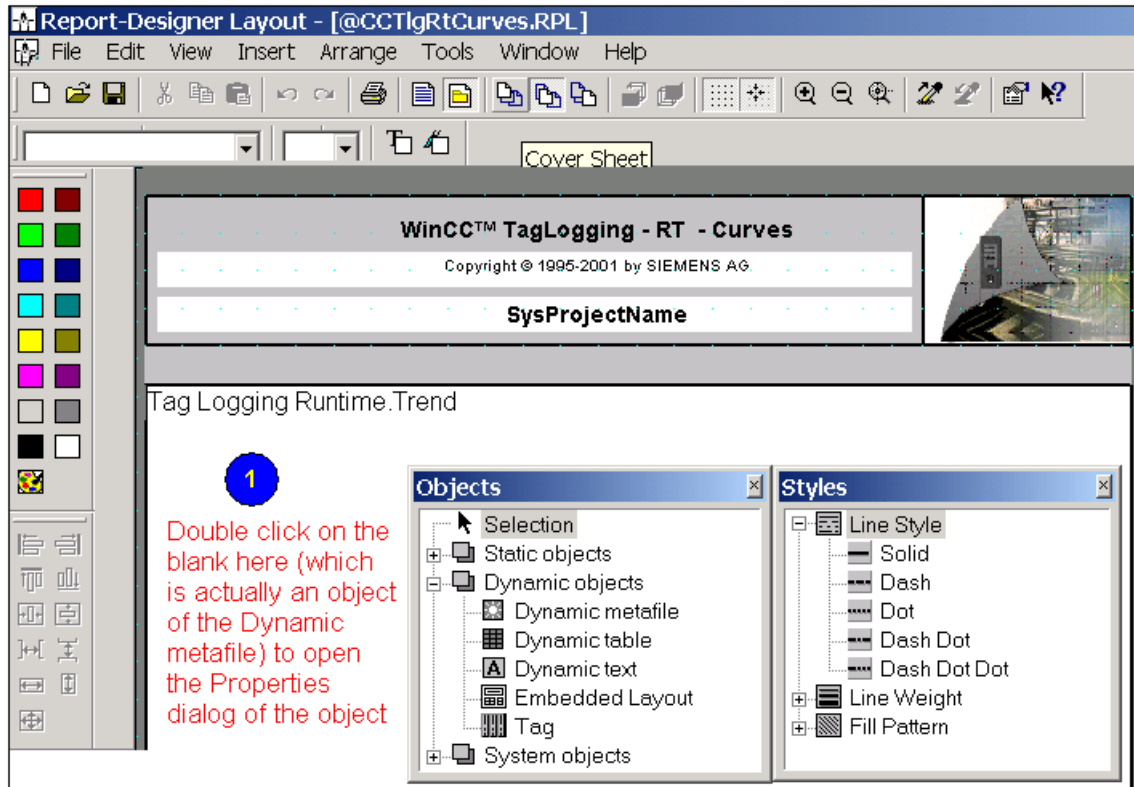 Report-Designer Layout - [@CCTlgRtCurves.RPL]
File Edit View Insert Arrange Tools Window Help
Cover Sheet
WinCC™ TagLogging - RT - Curves
Copyright © 1995-2001 by SIEMENS AG
SysProjectName
Tag Logging Runtime.Trend
1
Double click on the
blank here (which
is actually an object
of the Dynamic
metafile) to open
the Properties
dialog of the object
Objects
Selection
Static objects
Dynamic objects
Dynamic metafile
Dynamic table
Dynamic text
Embedded Layout
Tag
System objects
Styles
Line Style
Solid
Dash
Dot
Dash Dot
Dash Dot Dot
Line Weight
Fill Pattern